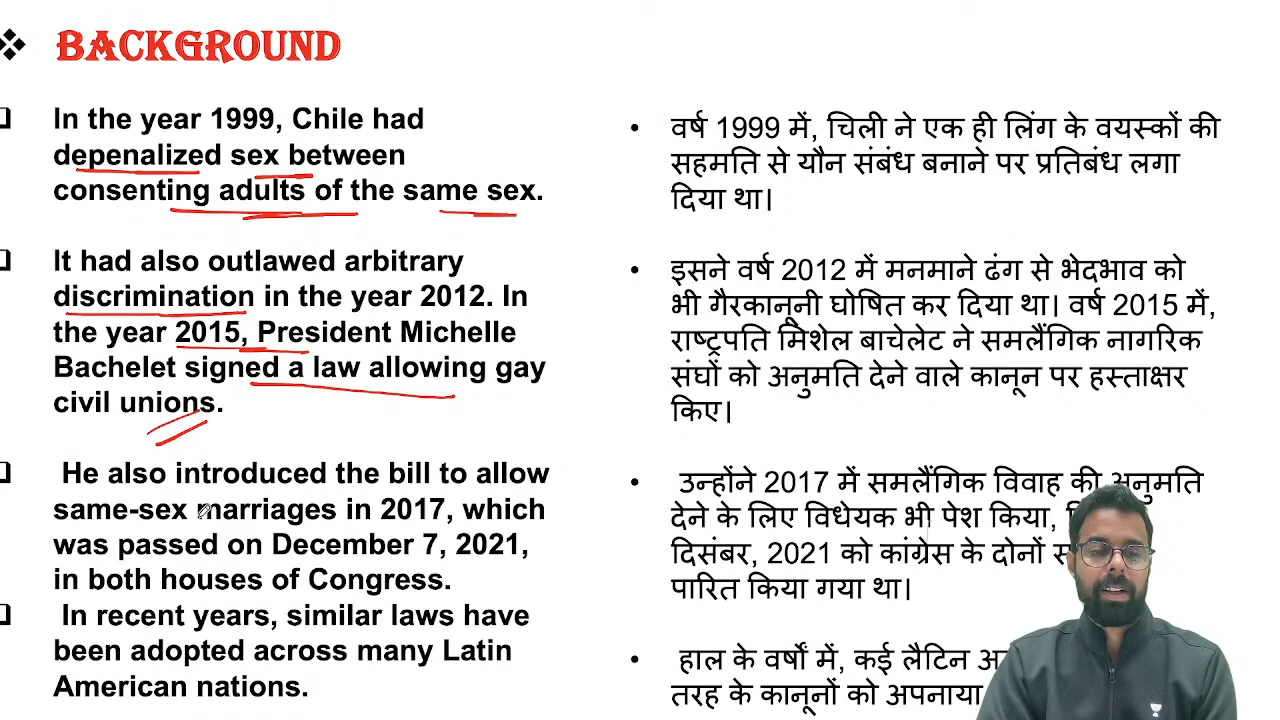 BACKGROUND
In the year 1999, Chile had
depenalized sex between
consenting adults of the same sex.
It had also outlawed arbitrary
discrimination in the year 2012. In
the year 2015, President Michelle
Bachelet signed a law allowing gay
civil unions.
He also introduced the bill to allow
same-sex marriages in 2017, which
was passed on December 7, 2021,
in both houses of Congress.
In recent years, similar laws have
been adopted across many Latin
American nations.
वर्ष 1999 में, चिली ने एक ही लिंग के वयस्कों की
सहमति से यौन संबंध बनाने पर प्रतिबंध लगा
दिया था।
इसने वर्ष 2012 में मनमाने ढंग से भेदभाव को
भी गैरकानूनी घोषित कर दिया था। वर्ष 2015 में,
राष्ट्रपति मिशेल बाचेलेट ने समलैंगिक नागरिक
संघों को अनुमति देने वाले कानून पर हस्ताक्षर
किए।
उन्होंने 2017 में समलैंगिक विवाह की अनुमति
देने के लिए विधेयक भी पेश किया,
दिसंबर, 2021 को कांग्रेस के दोनों
पारित किया गया था।
हाल के वर्षों में, कई लैटिन
तरह के कानूनों को अपनाया